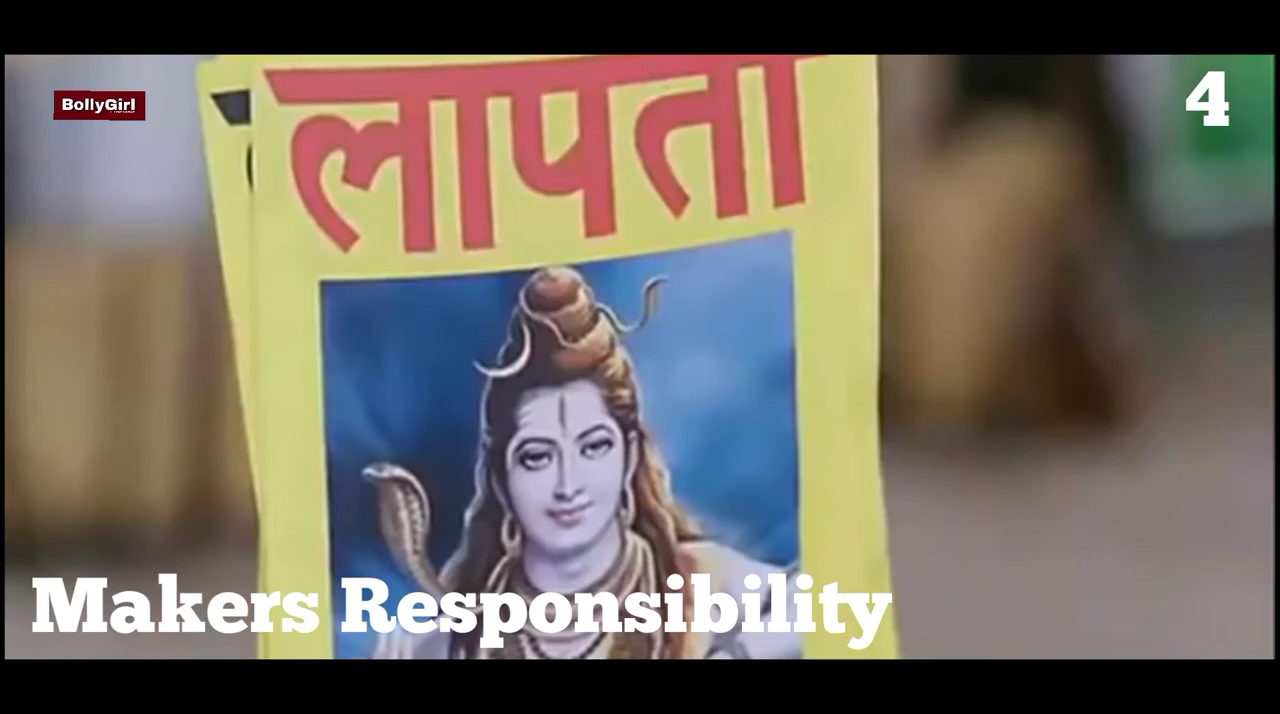 BollyGirl
4
लापता
Makers Responsibility